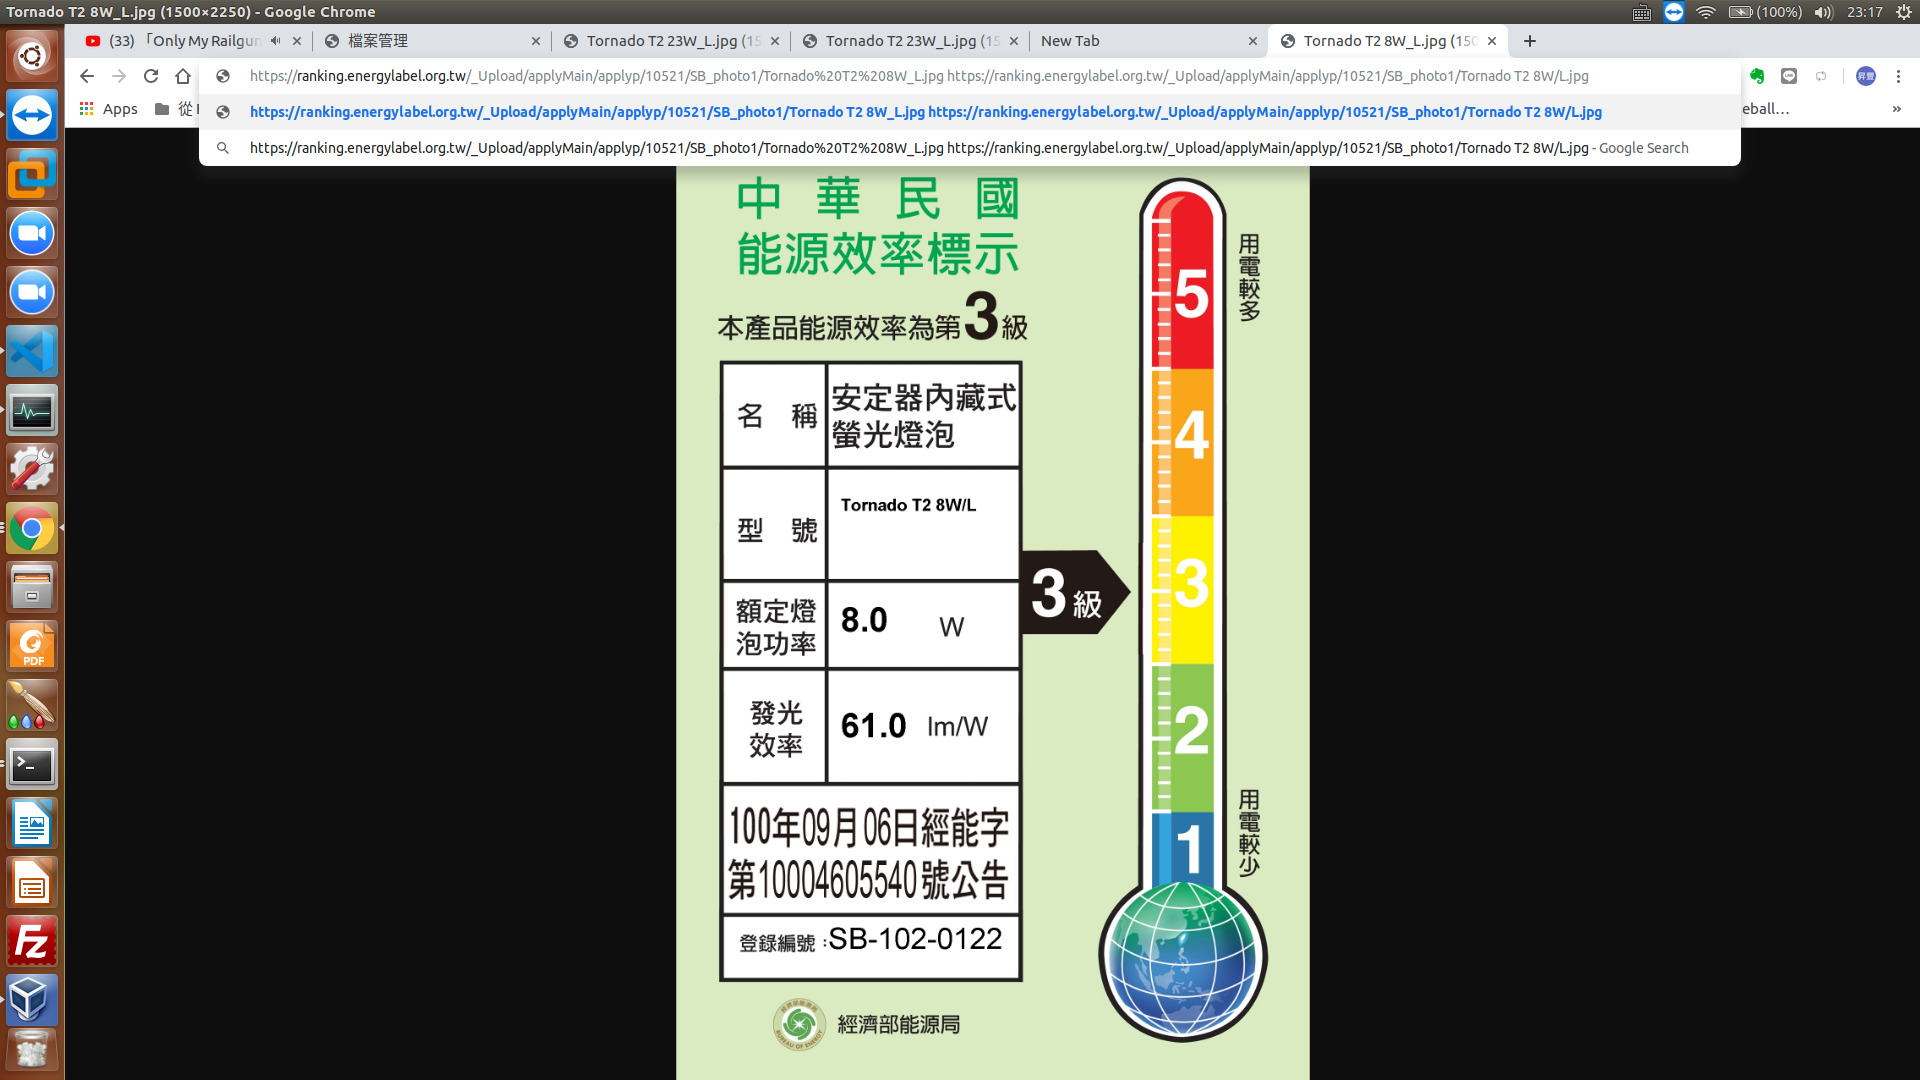 Tornado T2 8W_L.jpg (1500×2250) - Google Chrome
(100%) 23:17
(33) 「Only My Railgun
檔案管理
Tornado T2 23W_L.jpg (15
Tornado T2 23W_L.jpg (15
New Tab
Tornado T2 8W_L.jpg (150
https://ranking.energylabel.org.tw/_Upload/applyMain/applyp/10521/SB_photo1/Tornado%20T2%208W_L.jpg https://ranking.energylabel.org.tw/_Upload/applyMain/applyp/10521/SB_photo1/Tornado T2 8W/L.jpg
昇豐
Apps
從
https://ranking.energylabel.org.tw/_Upload/applyMain/applyp/10521/SB_photo1/Tornado T2 8W_L.jpg https://ranking.energylabel.org.tw/_Upload/applyMain/applyp/10521/SB_photo1/Tornado T2 8W/L.jpg
eball…
»
https://ranking.energylabel.org.tw/_Upload/applyMain/applyp/10521/SB_photo1/Tornado%20T2%208W_L.jpg https://ranking.energylabel.org.tw/_Upload/applyMain/applyp/10521/SB_photo1/Tornado T2 8W/L.jpg - Google Search
中華民國
能源效率標示
本產品能源效率為第3級
名稱
安定器內藏式
螢光燈泡
型號
Tornado T2 8W/L
額定燈
泡功率
8.0 W
發光
效率
61.0 lm/W
100年09月06日經能字
第10004605540號公告
登錄編號:SB-102-0122
經濟部能源局
3級
用電較多
5
4
3
2
1
用電較少
PDF
Fz